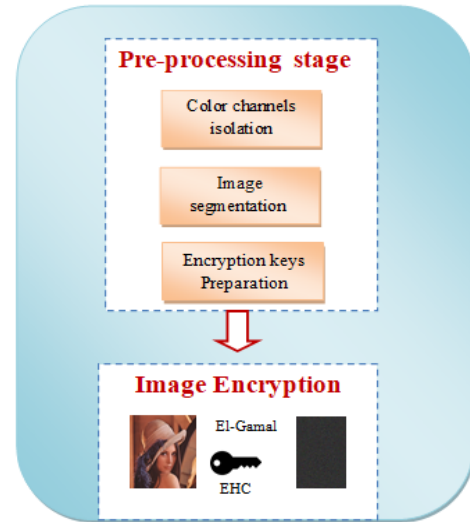 Pre-processing stage
Color channels
isolation
Image
segmentation
Encryption keys
Preparation
Image Encryption
El-Gamal
EHC